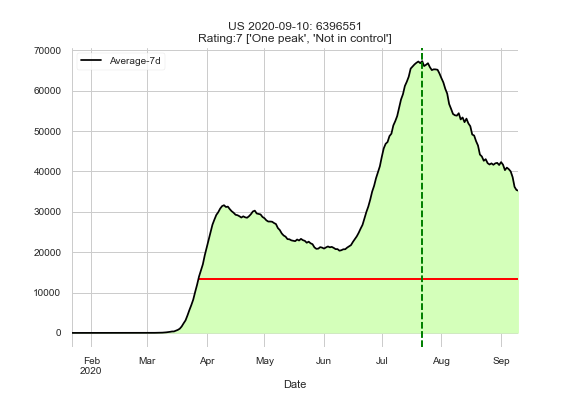 US 2020-09-10: 6396551
Rating:7 ['One peak', 'Not in control']
Average-7d
70000
60000
50000
40000
30000
20000
10000
0
Feb Mar Apr May Jun Jul Aug Sep
2020
Date